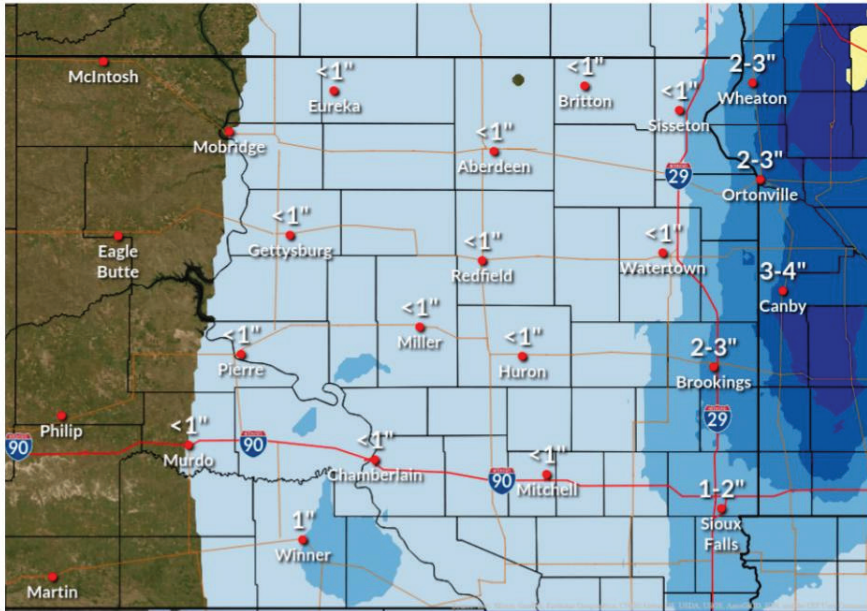 McIntosh
<1"
Eureka
<1"
Britton
<1"
Sisseton
2-3"
Wheaton
Mobridge
<1"
Aberdeen
29
2-3"
Ortonville
Eagle
Butte
<1"
Gettysburg
<1"
Redfield
<1"
Watertown
3-4"
Canby
<1"
Pierre
<1"
Miller
<1"
Huron
2-3"
Brookings
Philip
90
<1"
Murdo
90
<1"
Chamberlain
90
<1"
Mitchell
29
1-2"
Sioux
Falls
1"
Winner
Martin